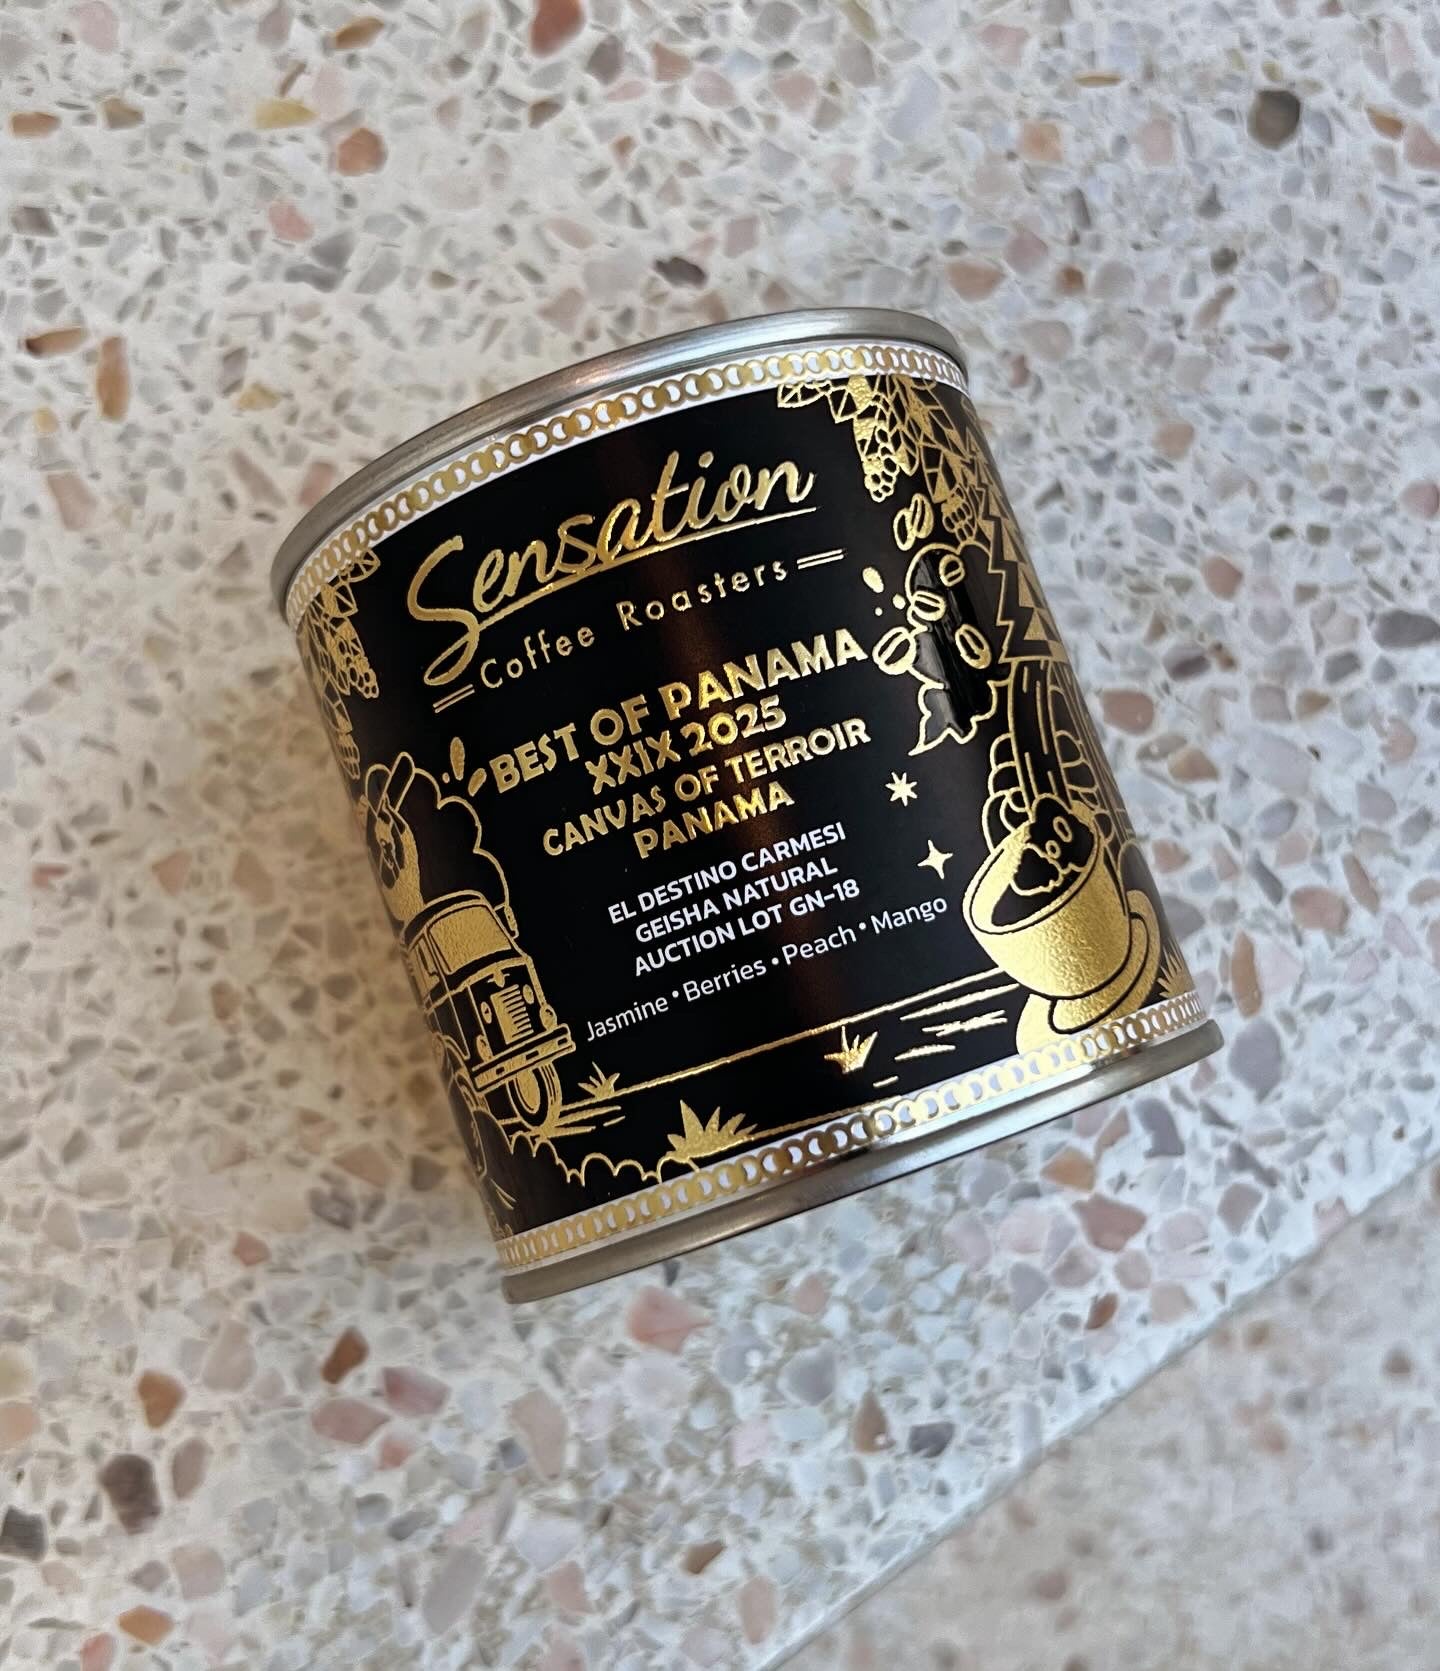 Sensation
Coffee Roasters
BEST OF PANAMA
XXIX 2025
CANVAS OF TERROIR
PANAMA
EL DESTINO CARMESI
GEISHA NATURAL
AUCTION LOT GN-18
Jasmine • Berries • Peach • Mango